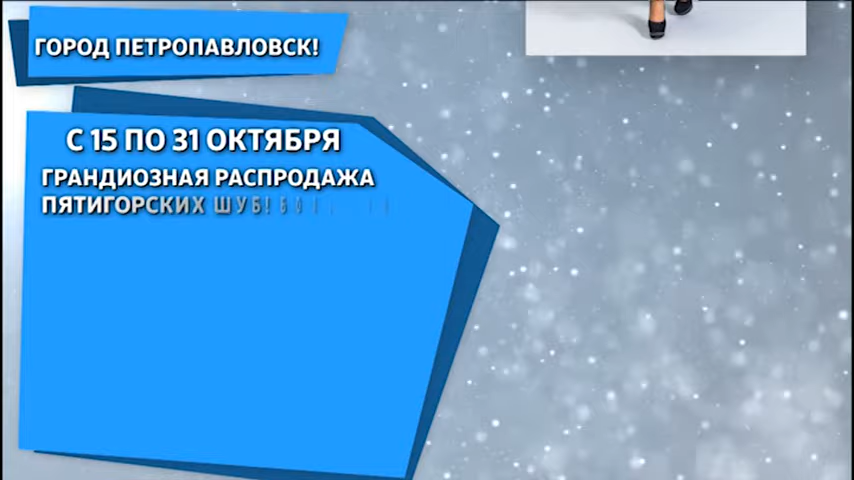 ГОРОД ПЕТРОПАВЛОВСК!
С 15 ПО 31 ОКТЯБРЯ
ГРАНДИОЗНАЯ РАСПРОДАЖА
ПЯТИГОРСКИХ ШУБ!